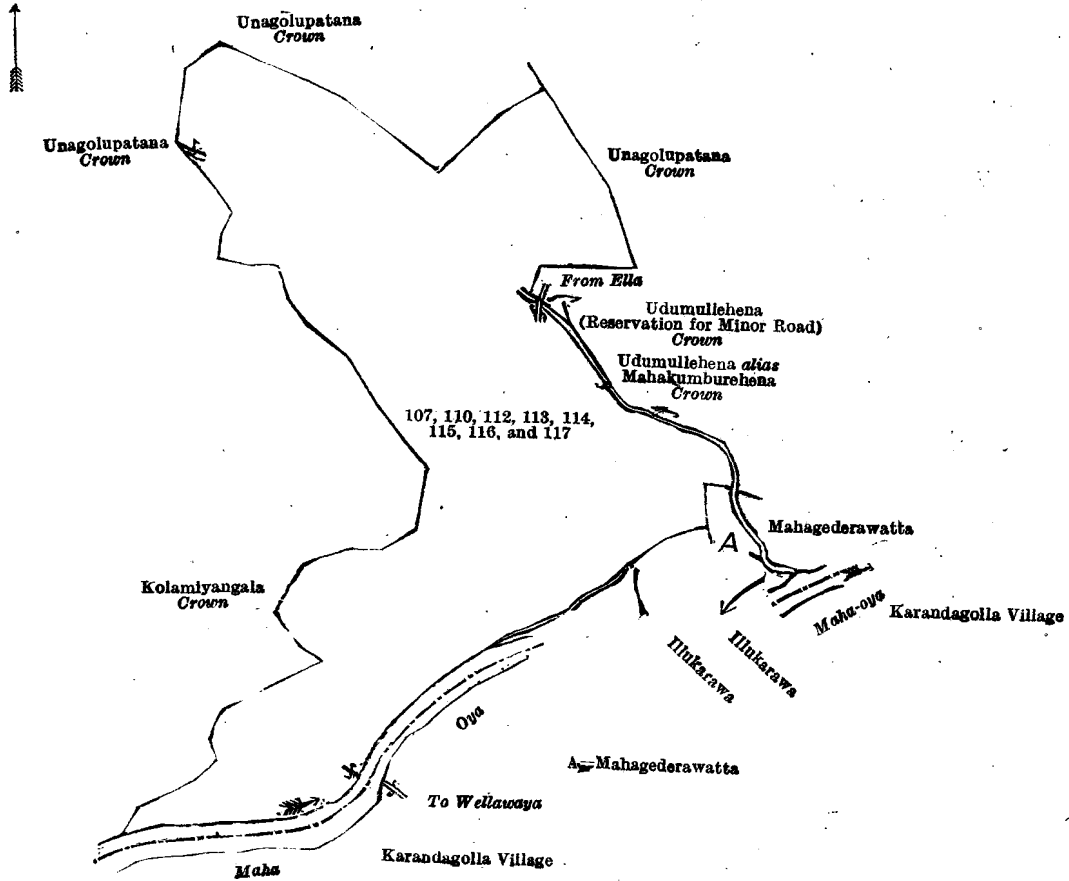 Unagolupatana
Crown
Unagolupatana
Crown
Unagolupatana
Crown
From Ella
Udumullehena
(Reservation for Minor Road)
Crown
Udumullehena alias
Mahakumburehena
Crown
107, 110, 112, 113, 114,
115, 116, and 117
Mahagederawatta
A
Kolamiyangala
Crown
Maha-oya
Karandagolla Village
Illukarawa
Illukarawa
Oya
A=Mahagederawatta
To Wellawaya
Karandagolla Village
Maha